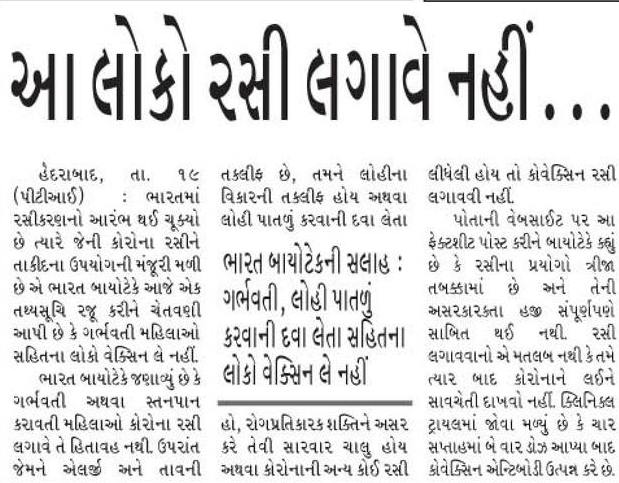 આ લોકો રસી લગાવે નહીં...
હૈદરાબાદ, તા. ૧૯
(પીટીઆઈ) : ભારતમાં
રસીકરણનો આરંભ થઈ ચૂક્યો
છે ત્યારે જેની કોરોના રસીને
તાકીદના ઉપયોગની મંજૂરી મળી
છે એ ભારત બાયોટેકે આજે એક
તથ્યસૂચિ રજૂ કરીને ચેતવણી
આપી છે કે ગર્ભવતી મહિલાઓ
સહિતના લોકો વેક્સિન લે નહીં.
ભારત બાયોટેકે જણાવ્યું છે કે
ગર્ભવતી અથવા સ્તનપાન
કરાવતી મહિલાઓ કોરોના રસી
લગાવે તે હિતાવહ નથી. ઉપરાંત
જેમને એલર્જી અને તાવની
તકલીફ છે, તમને લોહીના
વિકારની તકલીફ હોય અથવા
લોહી પાતળું કરવાની દવા લેતા
ભારત બાયોટેકની સલાહ :
ગર્ભવતી, લોહી પાતળું
કરવાની દવા લેતા સહિતના
લોકો વેક્સિન લે નહીં
હો, રોગપ્રતિકારક શક્તિને અસર
કરે તેવી સારવાર ચાલુ હોય
અથવા કોરોનાની અન્ય કોઈ રસી
લીધેલી હોય તો કોવેક્સિન રસી
લગાવવી નહીં.
પોતાની વેબસાઈટ પર આ
ફેક્ટશીટ પોસ્ટ કરીને બાયોટેકે કહ્યું
છે કે રસીના પ્રયોગો ત્રીજા
તબક્કામાં છે અને તેની
અસરકારકતા હજી સંપૂર્ણપણે
સાબિત થઈ નથી. રસી
લગાવવાનો એ મતલબ નથી કે તમે
ત્યાર બાદ કોરોનાને લઈને
સાવચેતી દાખવો નહીં. ક્લિનિક્લ
ટ્રાયલમાં જોવા મળ્યું છે કે ચાર
સપ્તાહમાં બે વાર ડોઝ આપ્યા બાદ
કોવેક્સિન એન્ટિબોડી ઉત્પન્ન કરે છે.